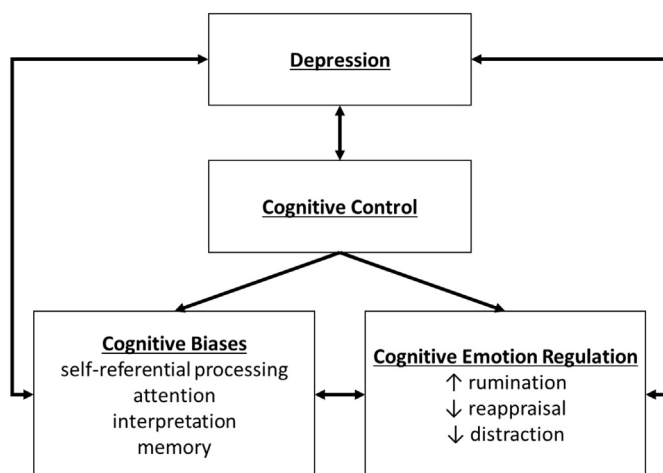 Depression
Cognitive Control
Cognitive Biases
self-referential processing
attention
interpretation
memory
Cognitive Emotion Regulation
↑ rumination
↓ reappraisal
↓ distraction